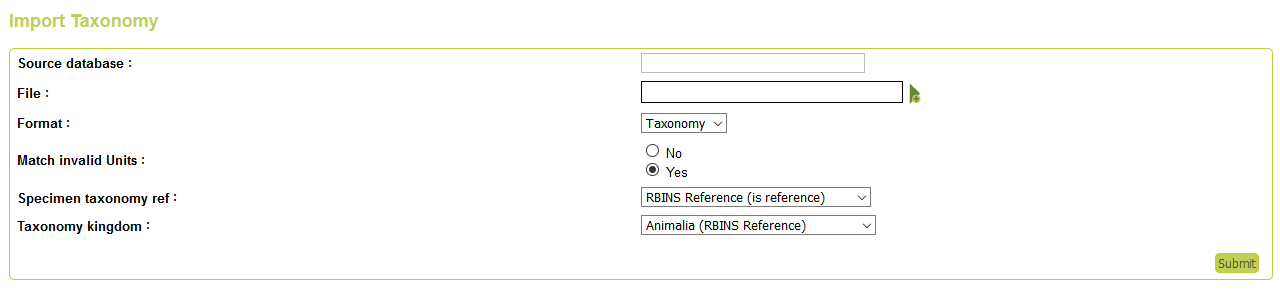 Import Taxonomy
Source database :
File :
Format :
Taxonomy
Match invalid Units :
No
Yes
Specimen taxonomy ref :
RBINS Reference (is reference)
Taxonomy kingdom :
Animalia (RBINS Reference)
Submit